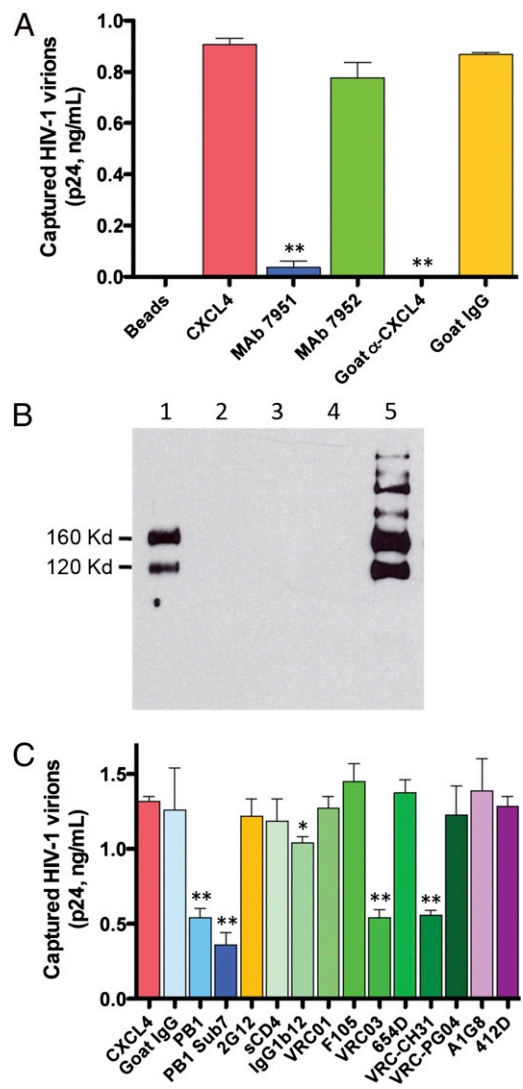 A
Captured HIV-1 virions
(p24, ng/mL)
1.0
0.8
0.6
0.4
0.2
0.0
**
**
Beads
CXCL4
MAb 7951
MAb 7952
Goat α-CXCL4
Goat IgG
B
1 2 3 4 5
160 Kd
120 Kd
C
Captured HIV-1 virions
(p24, ng/mL)
1.5
1.0
0.5
0.0
**
**
*
**
**
CXCL4
Goat IgG
PB1
PB1 Sub7
2G12
sCD4
IgG1b12
VRC01
F105
VRC03
654D
VRC-CH31
VRC-PG04
A1G8
412D